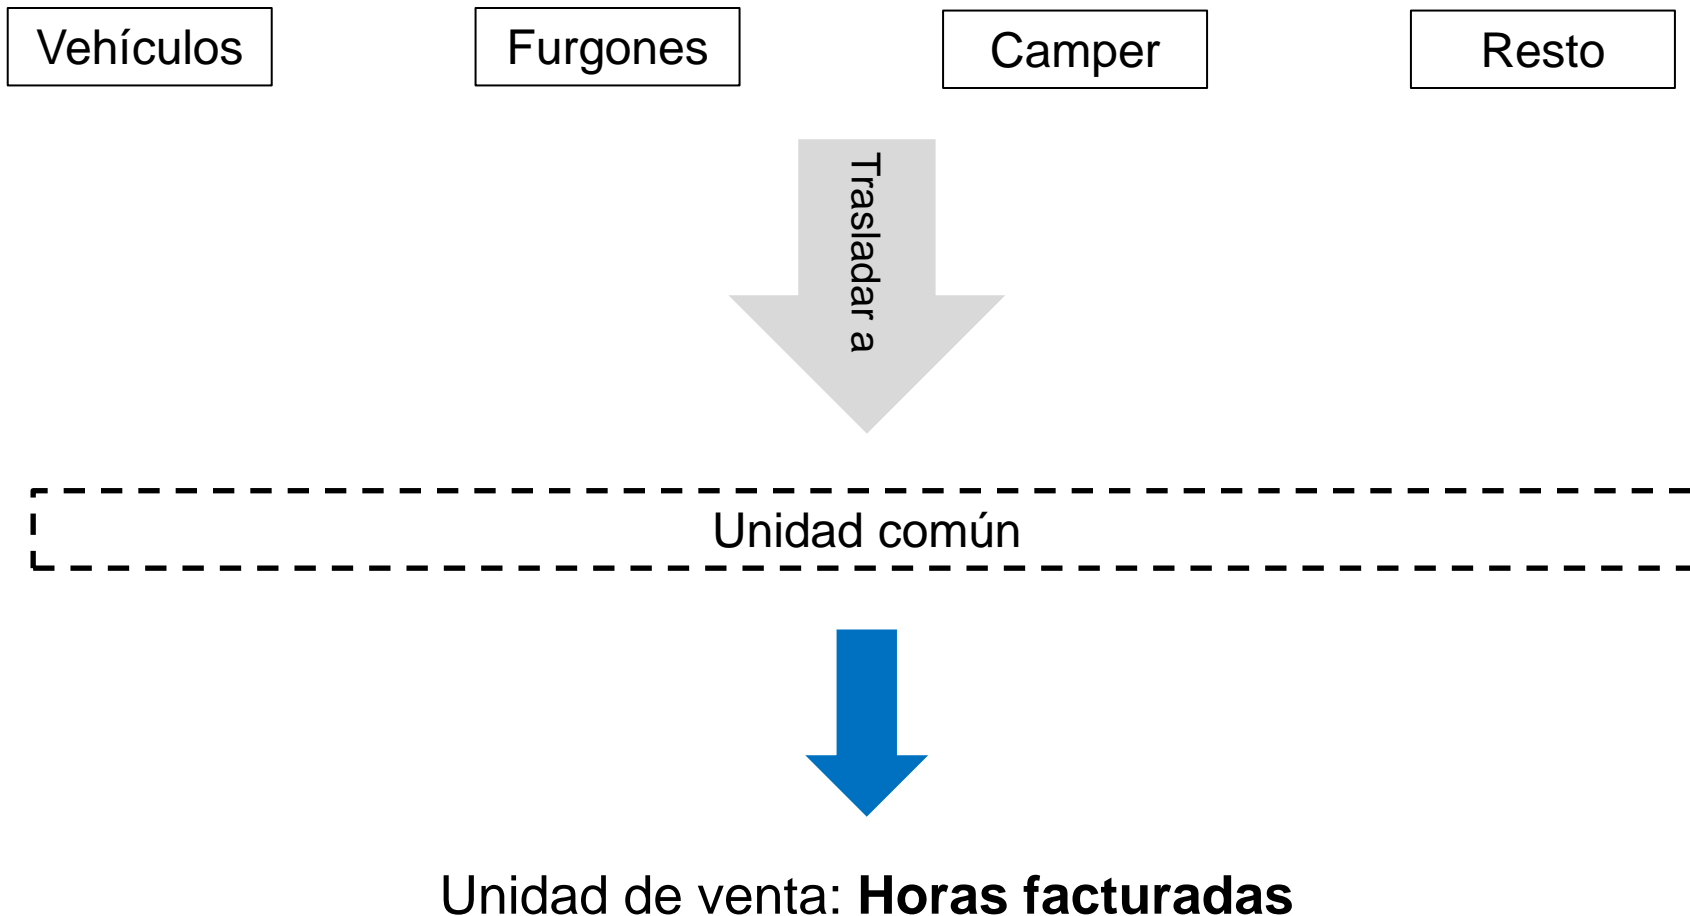 Vehículos
Furgones
Camper
Resto
Trasladar a
Unidad común
Unidad de venta: Horas facturadas